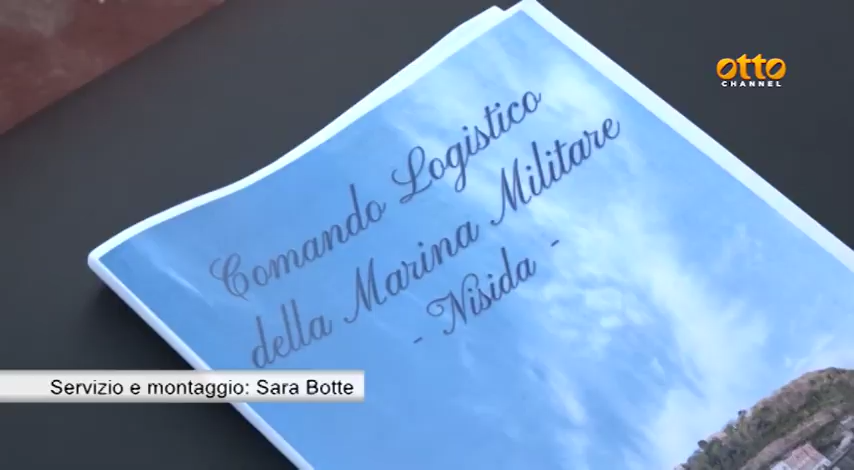 otto
CHANNEL
Comando Logistico
della Marina Militare
- Nisida -
Servizio e montaggio: Sara Botte